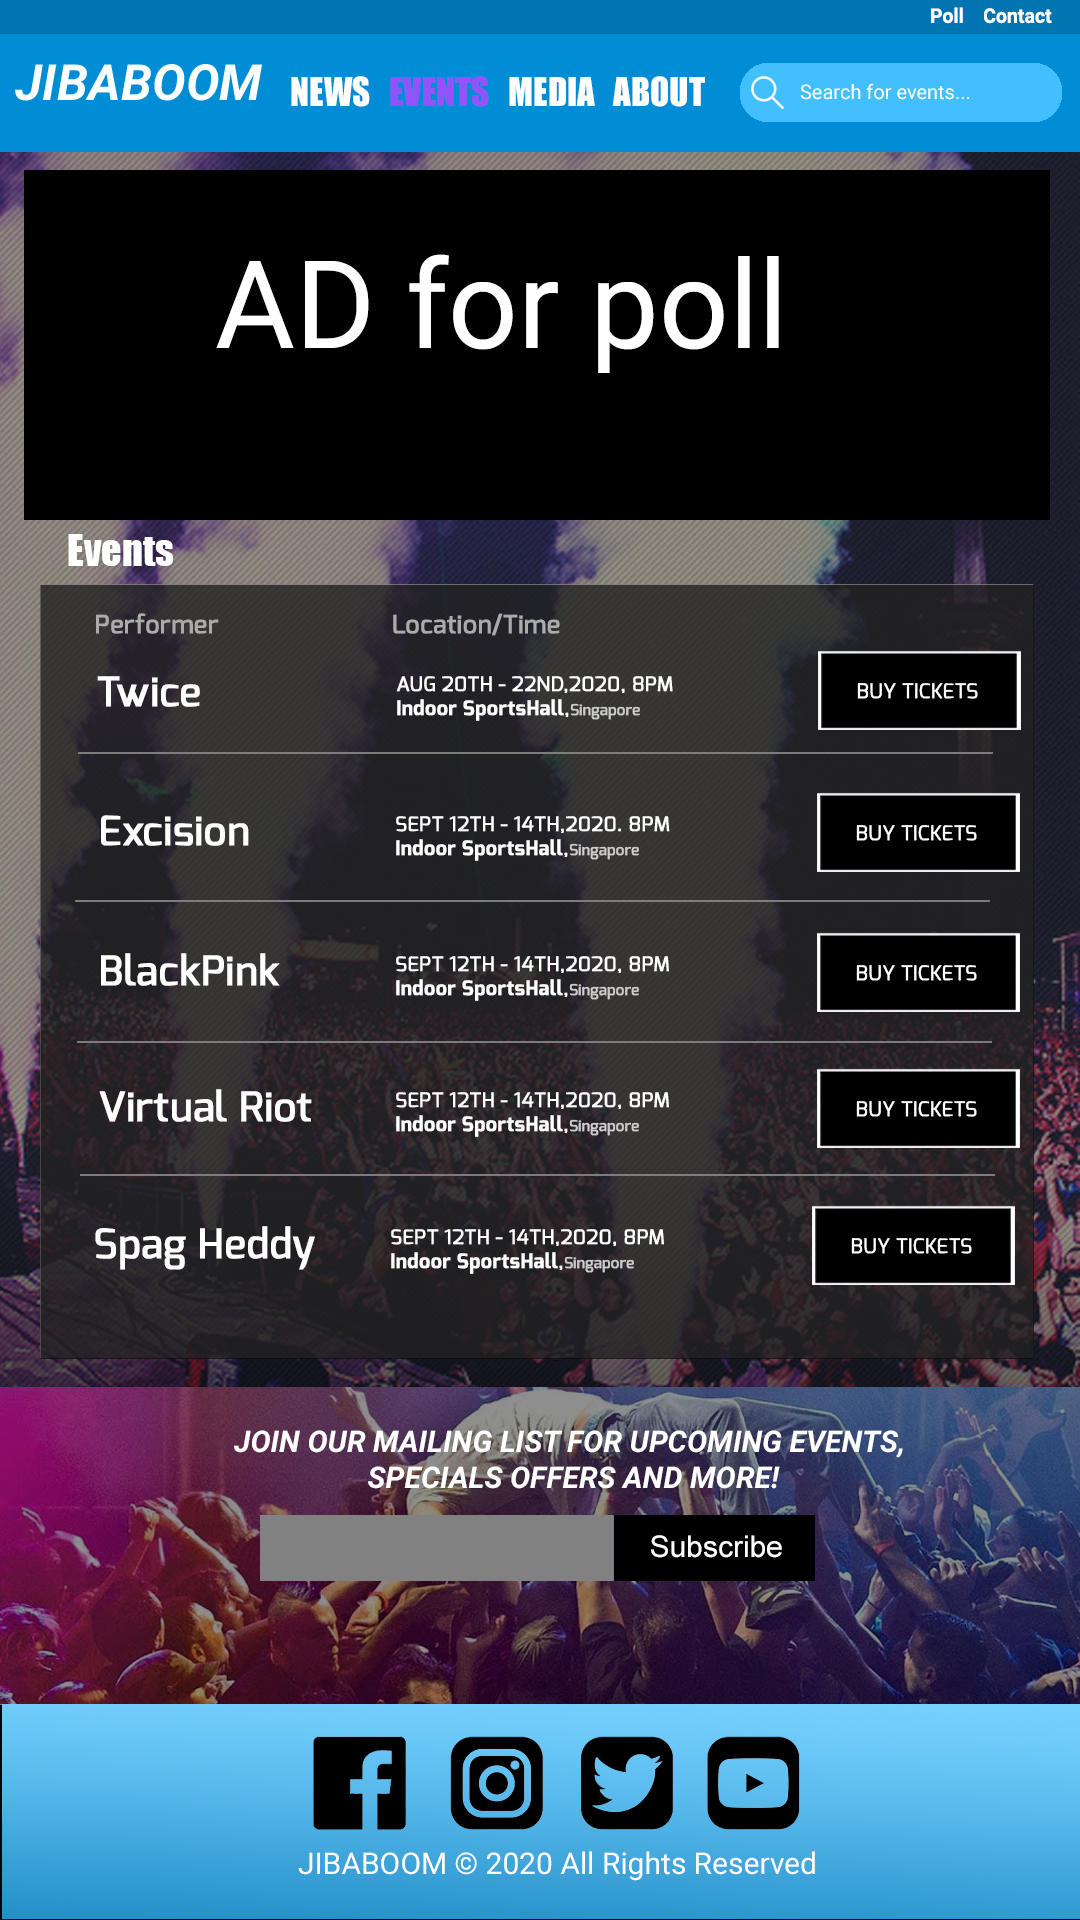 Poll Contact
JIBABOOM NEWS EVENTS MEDIA ABOUT Search for events...
AD for poll
Events
Performer Location/Time
Twice
AUG 20TH - 22ND,2020, 8PM
Indoor SportsHall,Singapore
BUY TICKETS
Excision
SEPT 12TH - 14TH,2020. 8PM
Indoor SportsHall,Singapore
BUY TICKETS
BlackPink
SEPT 12TH - 14TH,2020, 8PM
Indoor SportsHall,Singapore
BUY TICKETS
Virtual Riot
SEPT 12TH - 14TH,2020, 8PM
Indoor SportsHall,Singapore
BUY TICKETS
Spag Heddy
SEPT 12TH - 14TH,2020, 8PM
Indoor SportsHall,Singapore
BUY TICKETS
JOIN OUR MAILING LIST FOR UPCOMING EVENTS,
SPECIALS OFFERS AND MORE!
Subscribe
JIBABOOM © 2020 All Rights Reserved